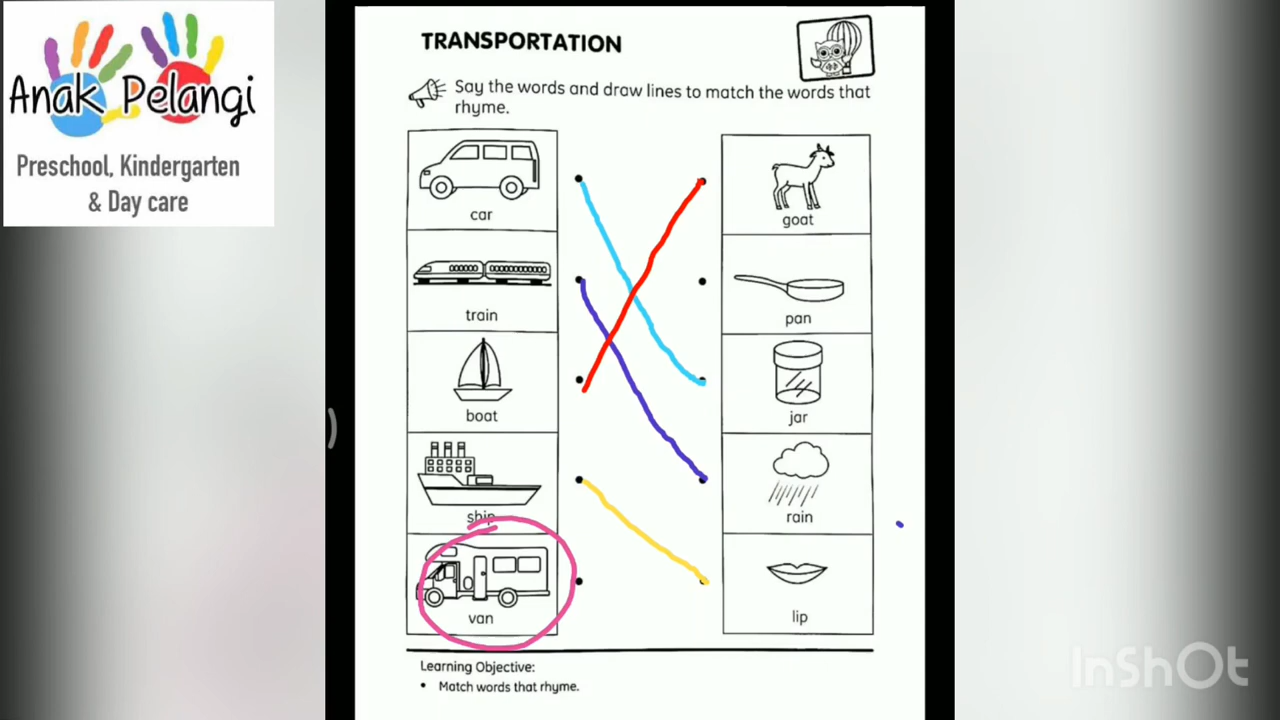 Anak Pelangi
Preschool, Kindergarten
& Day care
TRANSPORTATION
Say the words and draw lines to match the words that
rhyme.
car
goat
train
pan
boat
jar
ship
rain
van
lip
Learning Objective:
• Match words that rhyme.
InShOt